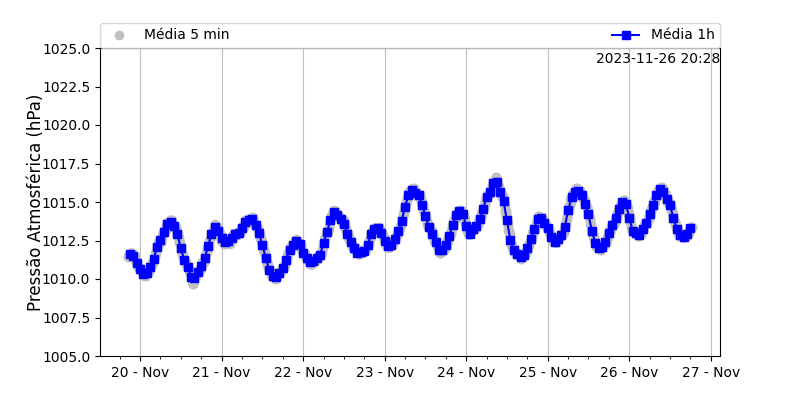 Média 5 min
Média 1h
2023-11-26 20:28
Pressão Atmosférica (hPa)
1025.0
1022.5
1020.0
1017.5
1015.0
1012.5
1010.0
1007.5
1005.0
20 - Nov
21 - Nov
22 - Nov
23 - Nov
24 - Nov
25 - Nov
26 - Nov
27 - Nov